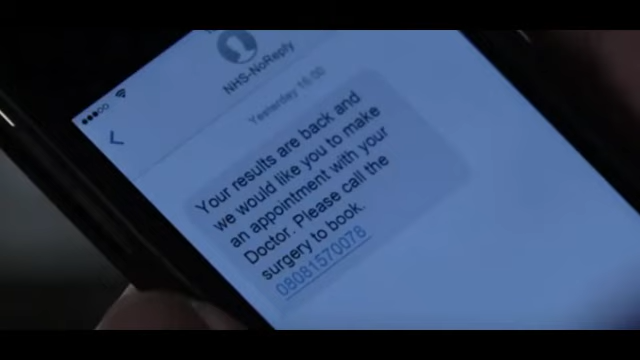 NHS-NoReply
Yesterday 16:00
Your results are back and
we would like you to make
an appointment with your
Doctor. Please call the
surgery to book.
08081570078